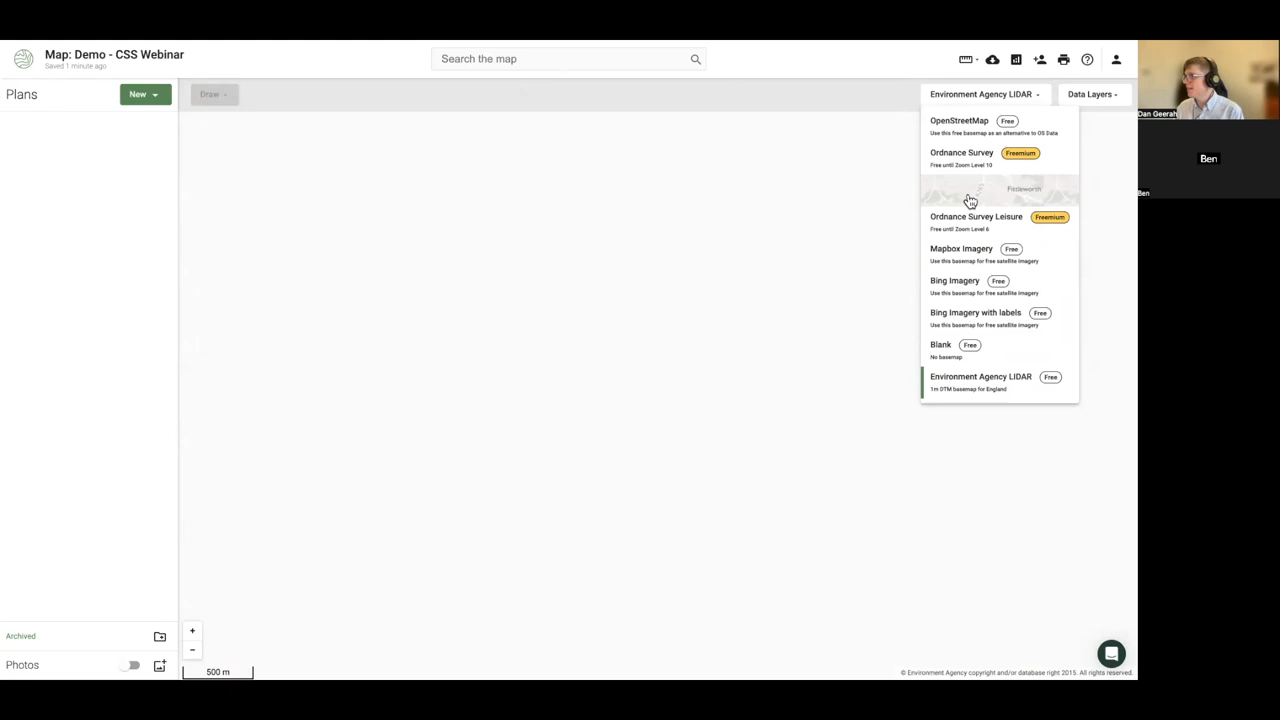 Map: Demo - CSS Webinar
Saved 1 minute ago
Search the map
Plans
New
Draw
Environment Agency LIDAR
Data Layers
OpenStreetMap Free
Use this free basemap as an alternative to OS Data
Ordnance Survey Freemium
Free until Zoom Level 10
Fittleworth
Ordnance Survey Leisure Freemium
Free until Zoom Level 6
Mapbox Imagery Free
Use this basemap for free satellite imagery
Bing Imagery Free
Use this basemap for free satellite imagery
Bing Imagery with labels Free
Use this basemap for free satellite imagery
Blank Free
No basemap
Environment Agency LIDAR Free
1m DTM basemap for England
Archived
Photos
500 m
© Environment Agency copyright and/or database right 2015. All rights reserved.
Dan Geerah
Ben
Ben